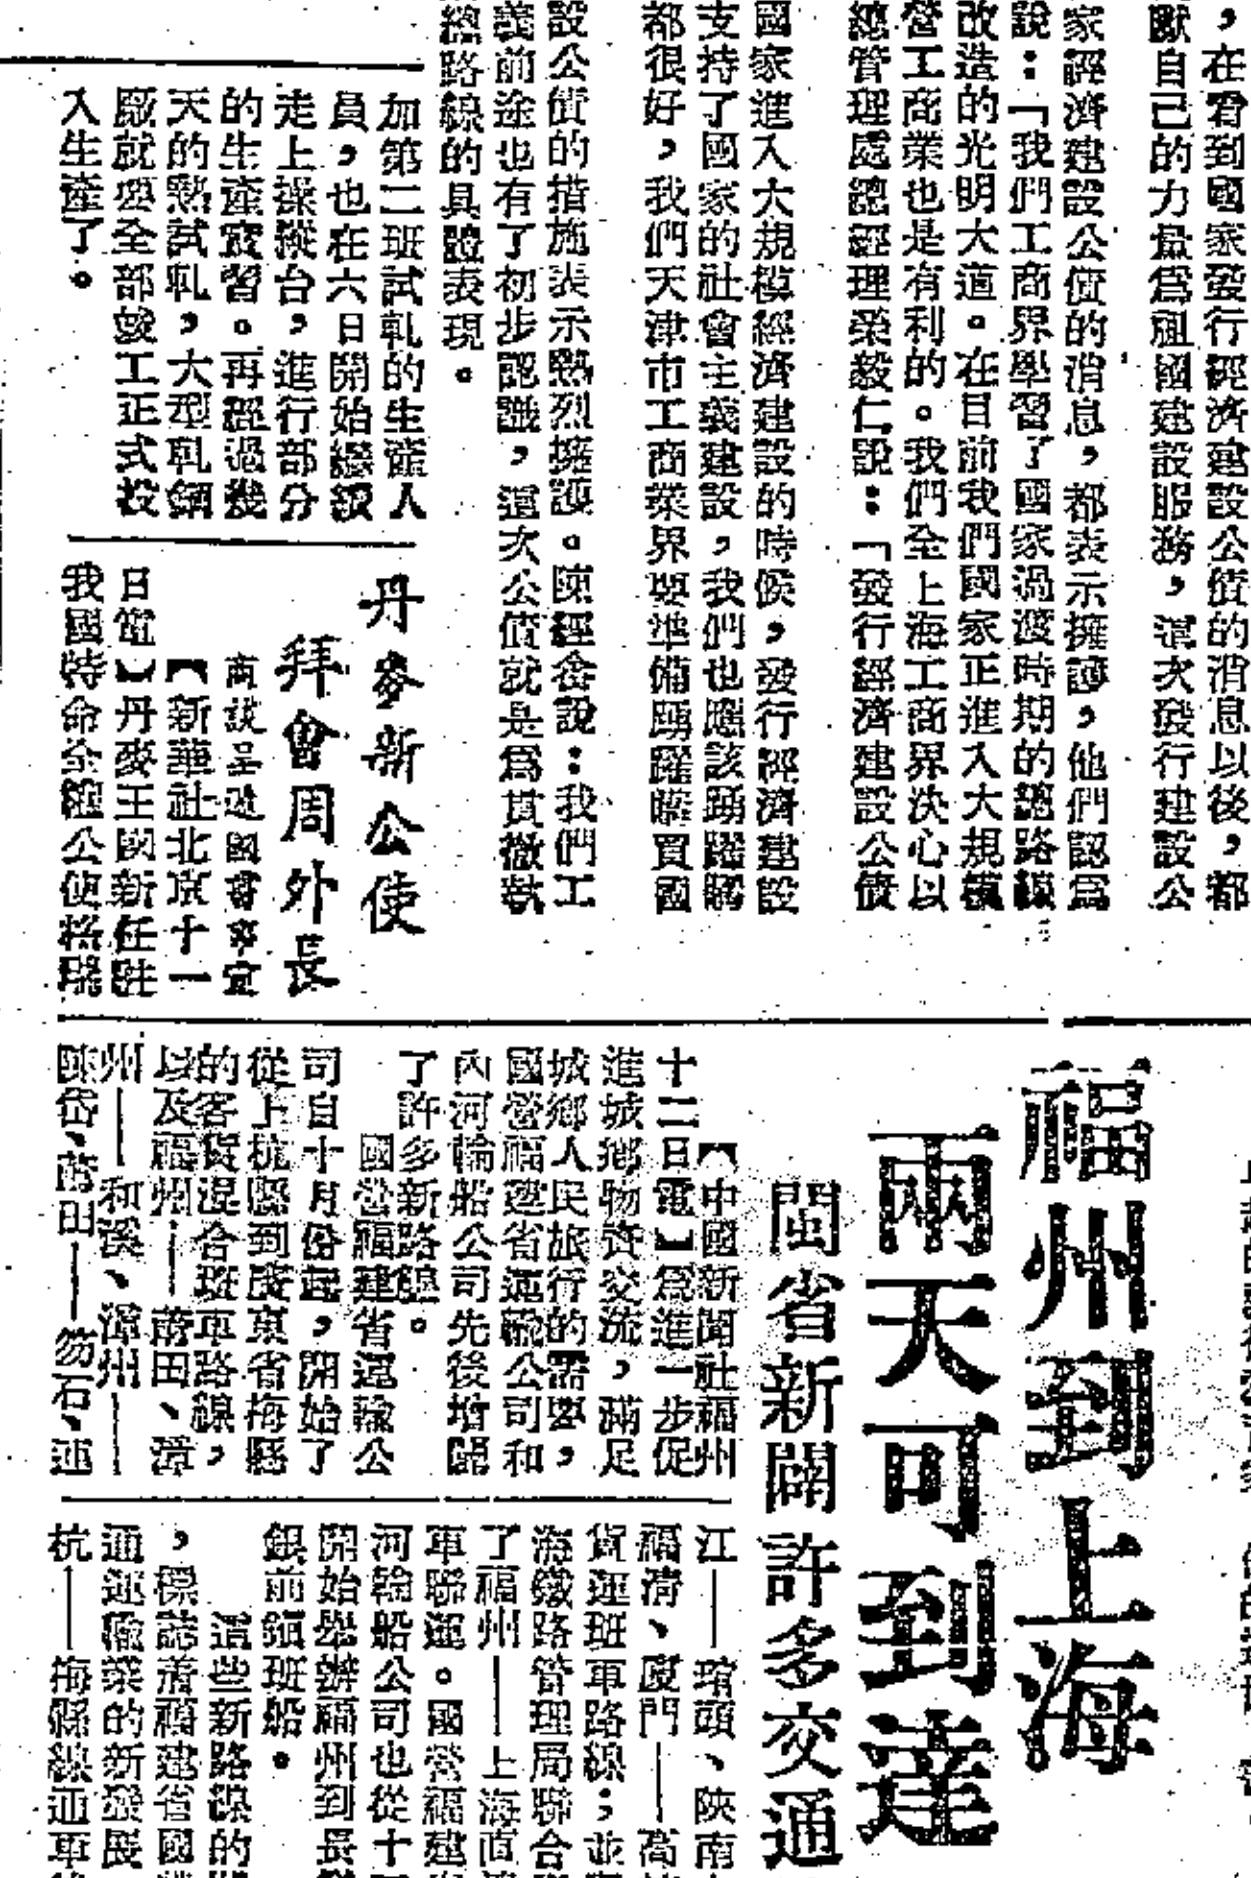 ，在看到國家發行經濟建設公債的消息以後，都
獻自己的力量爲祖國建設服務，這次發行建設公
家經濟建設公債的消息，都表示擁護，他們認爲
說：「我們工商界學習了國家過渡時期的總路線
改造的光明大道。在目前我們國家正進入大規模
營工商業也是有利的。我們全上海工商界決心以
總管理處總經理榮毅仁說：「發行經濟建設公債
國家進入大規模經濟建設的時候，發行經濟建設
支持了國家的社會主義建設，我們也應該踴躍購
都很好，我們天津市工商業界要準備踴躍購買國
設公債的措施表示熱烈擁護。陳經畬說：我們工
義前途也有了初步認識，這次公債就是爲貫徹執
總路線的具體表現。
加第二班試軋的生產人
員，也在六日開始繼續
走上操縱台，進行部分
的生產實習。再經過幾
天的熱試軋，大型軋鋼
廠就要全部竣工正式投
入生產了。
丹麥新公使
拜會周外長
商談呈遞國書事宜
【新華社北京十一
日電】丹麥王國新任駐
我國特命全權公使格瑞
福州到上海
兩天可到達
閩省新闢許多交通
【中國新聞社福州
十二日電】爲進一步促
進城鄉物資交流，滿足
城鄉人民旅行的需要，
國營福建省運輸公司和
內河輪船公司先後增闢
了許多新路線。
國營福建省運輸公
司自十月份起，開始了
從上杭縣到廣東省梅縣
的客貨混合班車路線，
以及福州——莆田、漳
州——和溪、漳州——
陳岱、莆田——笏石、連
江——琯頭、陝南
福清、廈門——高
貨運班車路線；並
海鐵路管理局聯合
了福州——上海直
車聯運。國營福建
河輪船公司也從十
開始舉辦福州到長
銀前鎮班船。
這些新路線的
，標誌着福建省國
通運輸業的新發展
杭——梅縣線通車